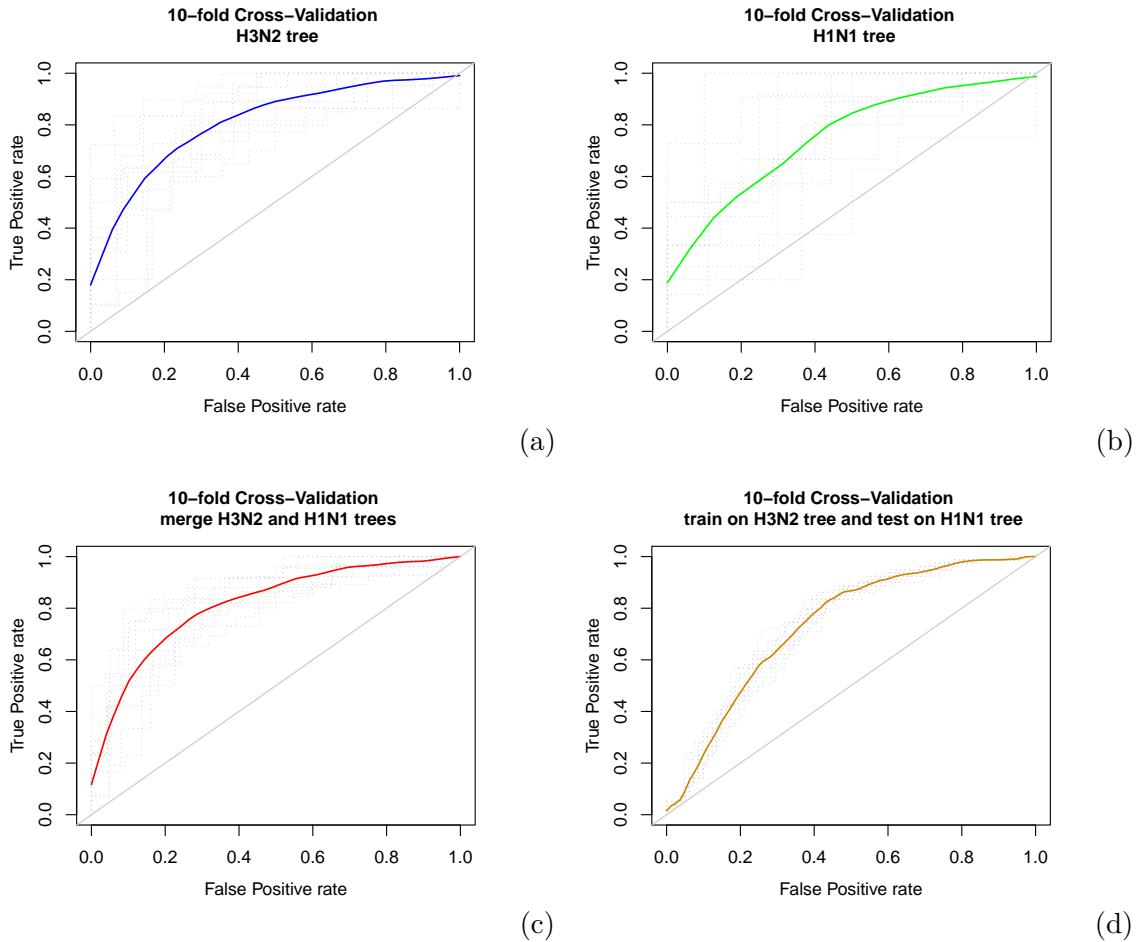 10−fold Cross−Validation
H3N2 tree
True Positive rate
0.0 0.2 0.4 0.6 0.8 1.0
0.0 0.2 0.4 0.6 0.8 1.0
False Positive rate
(a)
10−fold Cross−Validation
H1N1 tree
True Positive rate
0.0 0.2 0.4 0.6 0.8 1.0
0.0 0.2 0.4 0.6 0.8 1.0
False Positive rate
(b)
10−fold Cross−Validation
merge H3N2 and H1N1 trees
True Positive rate
0.0 0.2 0.4 0.6 0.8 1.0
0.0 0.2 0.4 0.6 0.8 1.0
False Positive rate
(c)
10−fold Cross−Validation
train on H3N2 tree and test on H1N1 tree
True Positive rate
0.0 0.2 0.4 0.6 0.8 1.0
0.0 0.2 0.4 0.6 0.8 1.0
False Positive rate
(d)